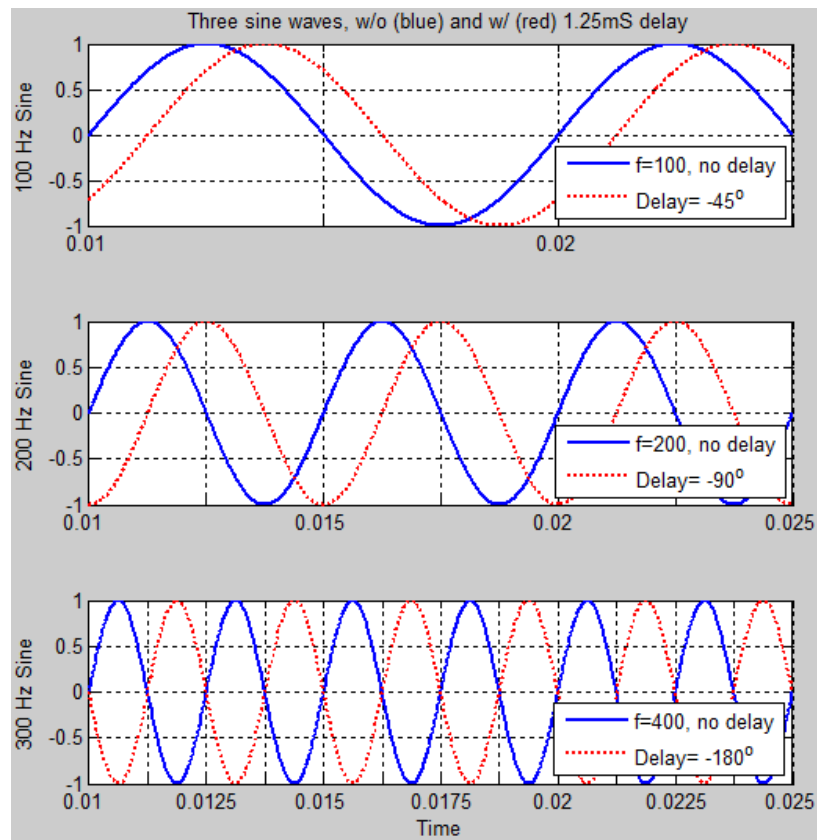 Three sine waves, w/o (blue) and w/ (red) 1.25mS delay
100 Hz Sine
1
0.5
0
-0.5
-1
f=100, no delay
Delay= -45°
0.01 0.02
200 Hz Sine
1
0.5
0
-0.5
-1
f=200, no delay
Delay= -90°
0.01 0.015 0.02 0.025
300 Hz Sine
1
0.5
0
-0.5
-1
f=400, no delay
Delay= -180°
0.01 0.0125 0.015 0.0175 0.02 0.0225 0.025
Time